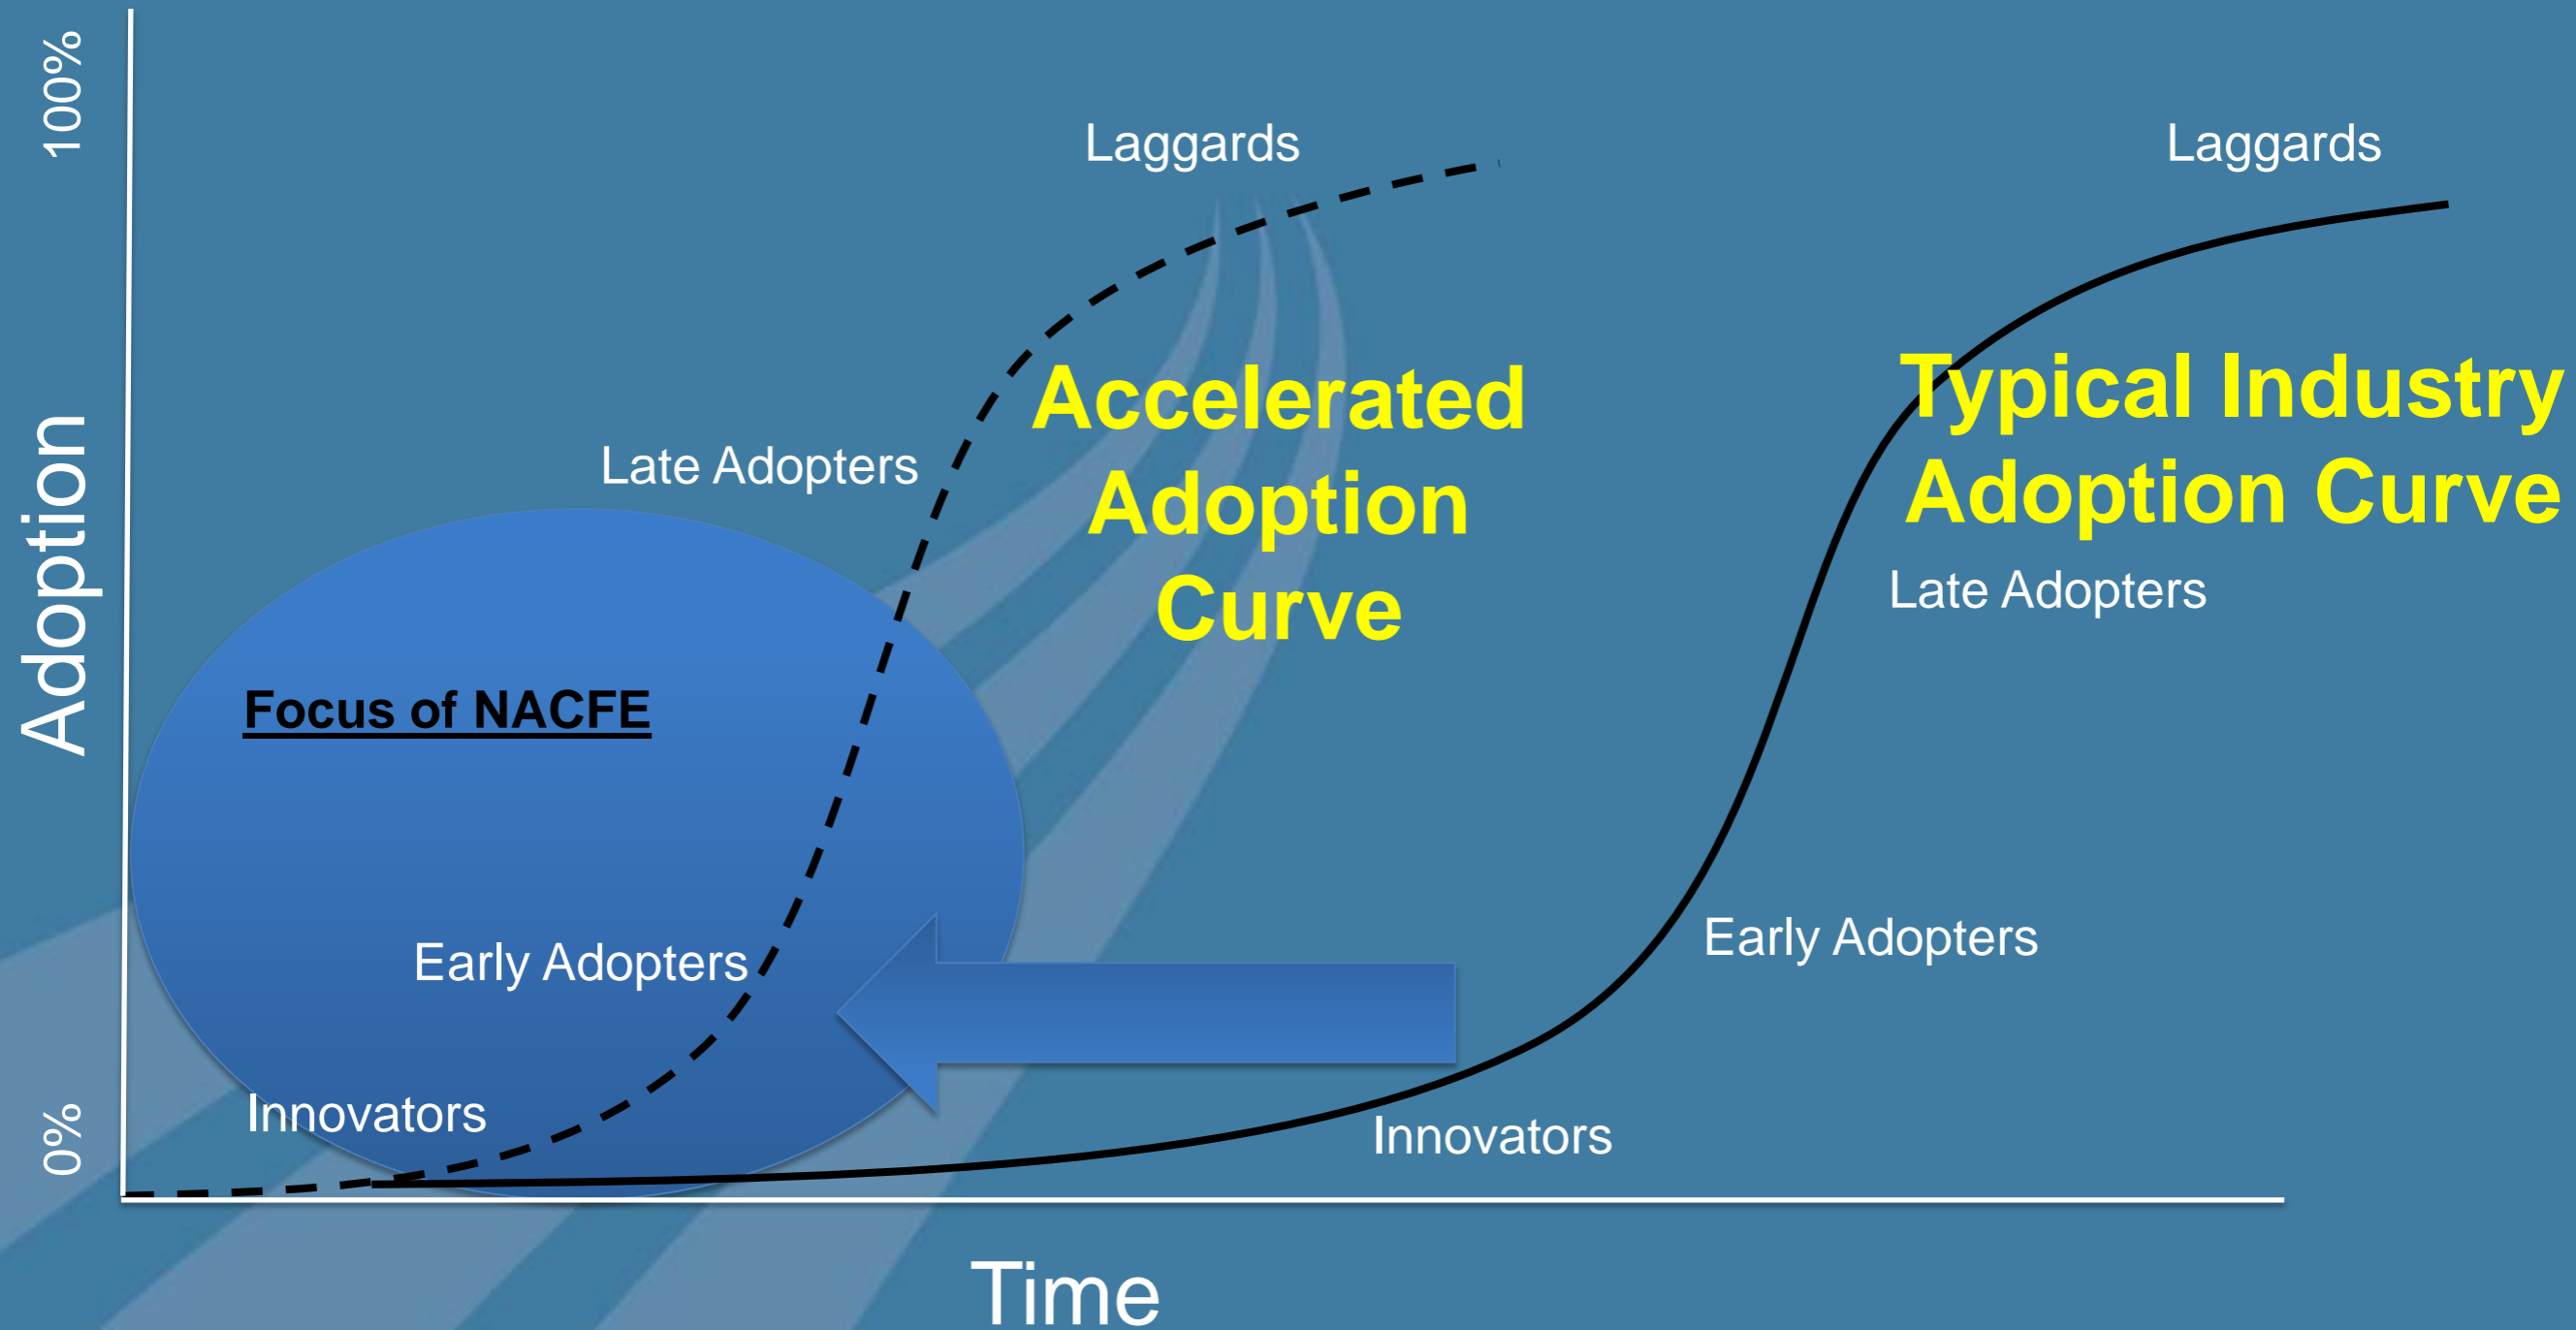 100%
Adoption
0%
Laggards
Late Adopters
Accelerated
Adoption
Curve
Focus of NACFE
Early Adopters
Innovators
Laggards
Typical Industry
Adoption Curve
Late Adopters
Early Adopters
Innovators
Time